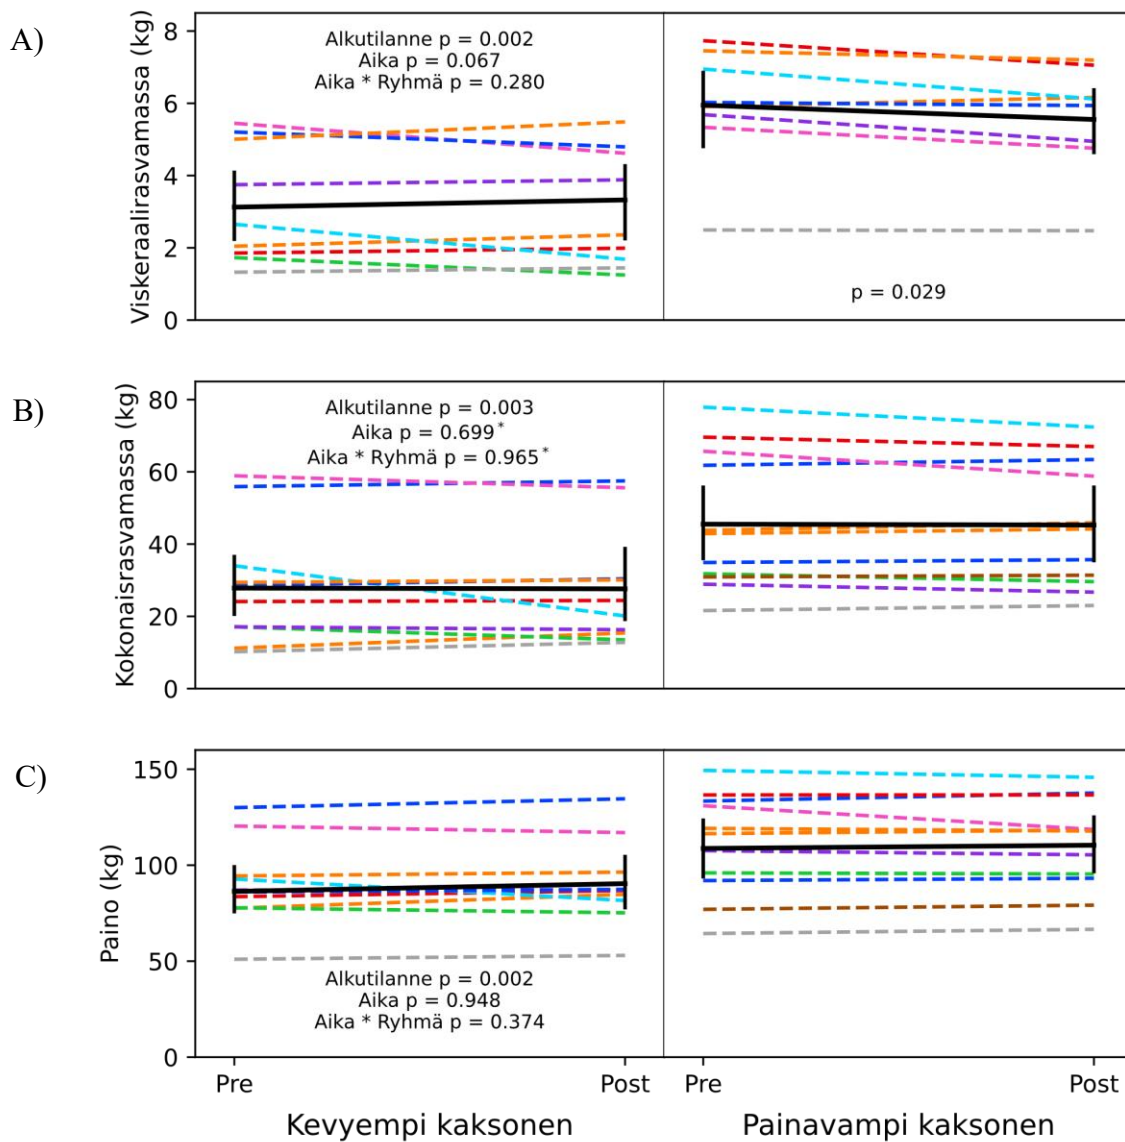 A)
Viskeraalirasvamassa (kg)
8
6
4
2
0
Alkutilanne p = 0.002
Aika p = 0.067
Aika * Ryhmä p = 0.280
p = 0.029
B)
Kokonaisrasvamassa (kg)
80
60
40
20
0
Alkutilanne p = 0.003
Aika p = 0.699*
Aika * Ryhmä p = 0.965*
C)
Paino (kg)
150
100
50
0
Alkutilanne p = 0.002
Aika p = 0.948
Aika * Ryhmä p = 0.374
Pre Post Pre Post
Kevyempi kaksonen Painavampi kaksonen